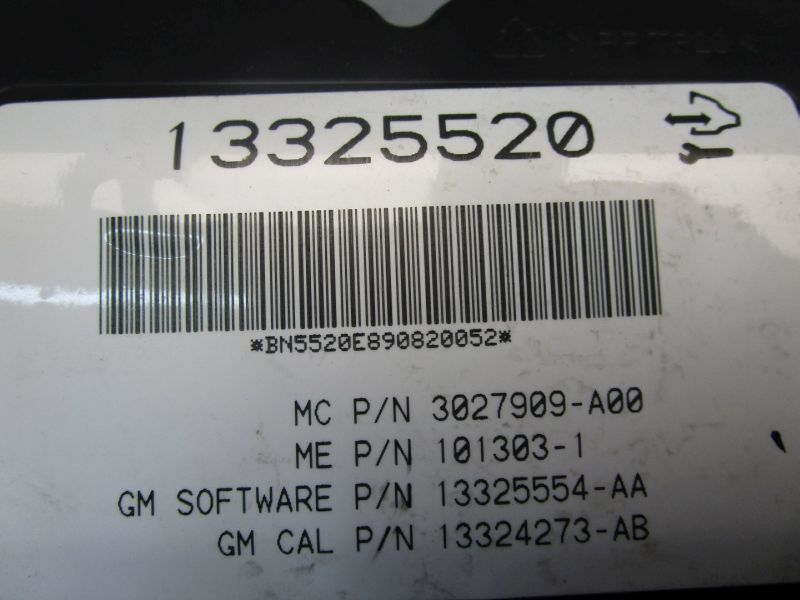 13325520
*BN5520E890820052*
MC P/N 3027909-A00
ME P/N 101303-1
GM SOFTWARE P/N 13325554-AA
GM CAL P/N 13324273-AB